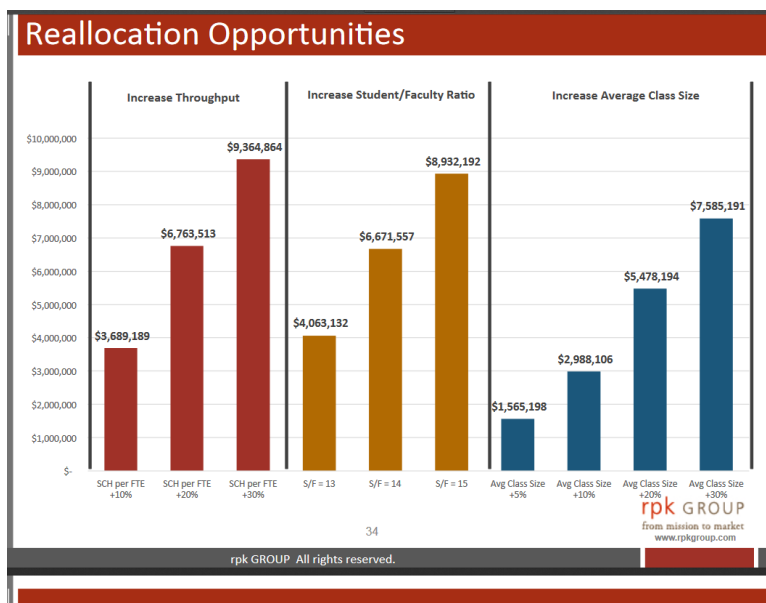 Reallocation Opportunities
Increase Throughput
Increase Student/Faculty Ratio
Increase Average Class Size
$10,000,000
$9,000,000
$8,000,000
$7,000,000
$6,000,000
$5,000,000
$4,000,000
$3,000,000
$2,000,000
$1,000,000
$-
$3,689,189
$6,763,513
$9,364,864
$4,063,132
$6,671,557
$8,932,192
$1,565,198
$2,988,106
$5,478,194
$7,585,191
SCH per FTE
+10%
SCH per FTE
+20%
SCH per FTE
+30%
S/F = 13
S/F = 14
S/F = 15
Avg Class Size
+5%
Avg Class Size
+10%
Avg Class Size
+20%
Avg Class Size
+30%
rpk GROUP
from mission to market
www.rpkgroup.com
34
rpk GROUP All rights reserved.